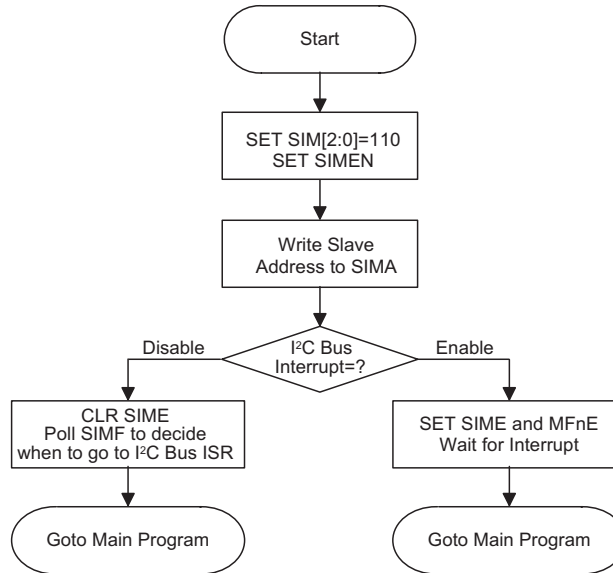 Start
SET SIM[2:0]=110
SET SIMEN
Write Slave
Address to SIMA
I²C Bus
Interrupt=?
Disable
Enable
CLR SIME
Poll SIMF to decide
when to go to I²C Bus ISR
SET SIME and MFnE
Wait for Interrupt
Goto Main Program
Goto Main Program